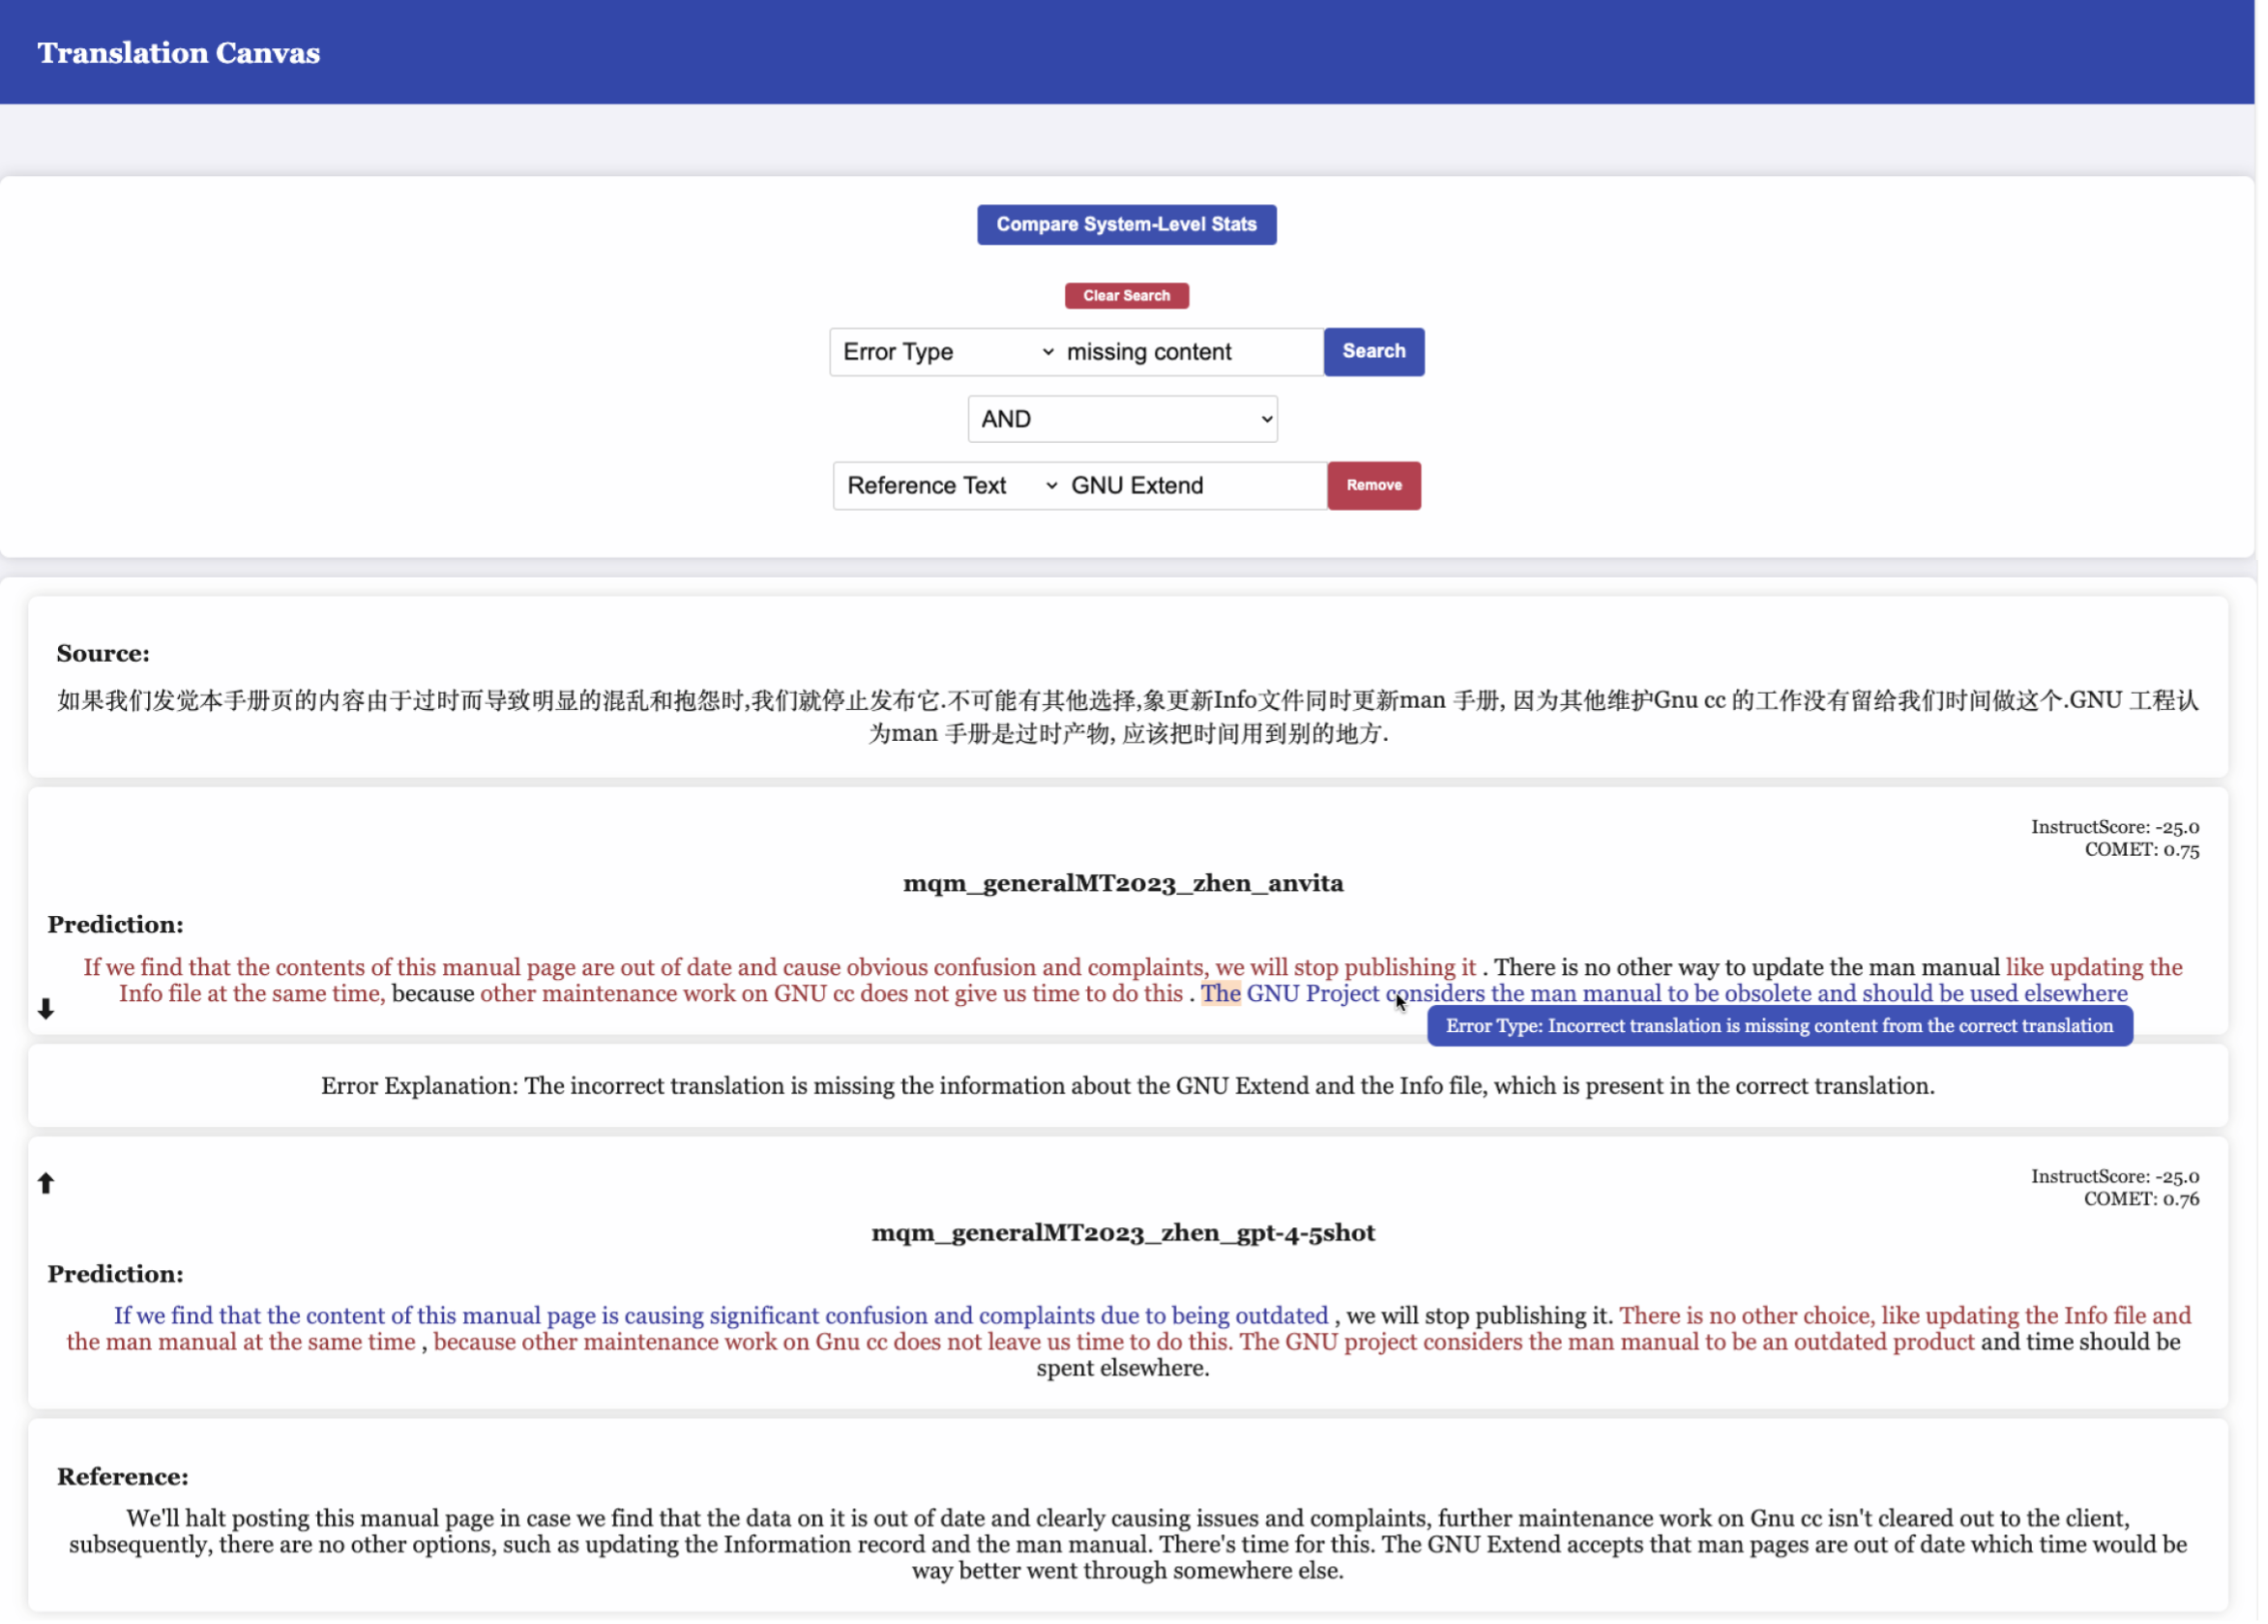 Translation Canvas
Compare System-Level Stats
Clear Search
Error Type missing content Search
AND
Reference Text GNU Extend Remove
Source:
如果我们发觉本手册页的内容由于过时而导致明显的混乱和抱怨时,我们就停止发布它.不可能有其他选择,象更新Info文件同时更新man 手册, 因为其他维护Gnu cc 的工作没有留给我们时间做这个.GNU 工程认
为man 手册是过时产物, 应该把时间用到别的地方.
InstructScore: -25.0
COMET: 0.75
mqm_generalMT2023_zhen_anvita
Prediction:
If we find that the contents of this manual page are out of date and cause obvious confusion and complaints, we will stop publishing it . There is no other way to update the man manual like updating the
Info file at the same time, because other maintenance work on GNU cc does not give us time to do this . The GNU Project considers the man manual to be obsolete and should be used elsewhere
Error Type: Incorrect translation is missing content from the correct translation
Error Explanation: The incorrect translation is missing the information about the GNU Extend and the Info file, which is present in the correct translation.
InstructScore: -25.0
COMET: 0.76
mqm_generalMT2023_zhen_gpt-4-5shot
Prediction:
If we find that the content of this manual page is causing significant confusion and complaints due to being outdated , we will stop publishing it. There is no other choice, like updating the Info file and
the man manual at the same time , because other maintenance work on Gnu cc does not leave us time to do this. The GNU project considers the man manual to be an outdated product and time should be
spent elsewhere.
Reference:
We'll halt posting this manual page in case we find that the data on it is out of date and clearly causing issues and complaints, further maintenance work on Gnu cc isn't cleared out to the client,
subsequently, there are no other options, such as updating the Information record and the man manual. There's time for this. The GNU Extend accepts that man pages are out of date which time would be
way better went through somewhere else.